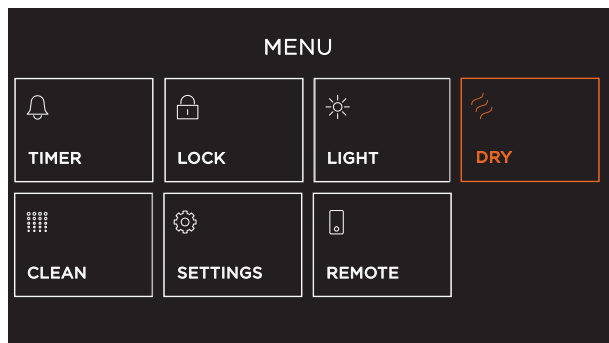 MENU
TIMER
LOCK
LIGHT
DRY
CLEAN
SETTINGS
REMOTE